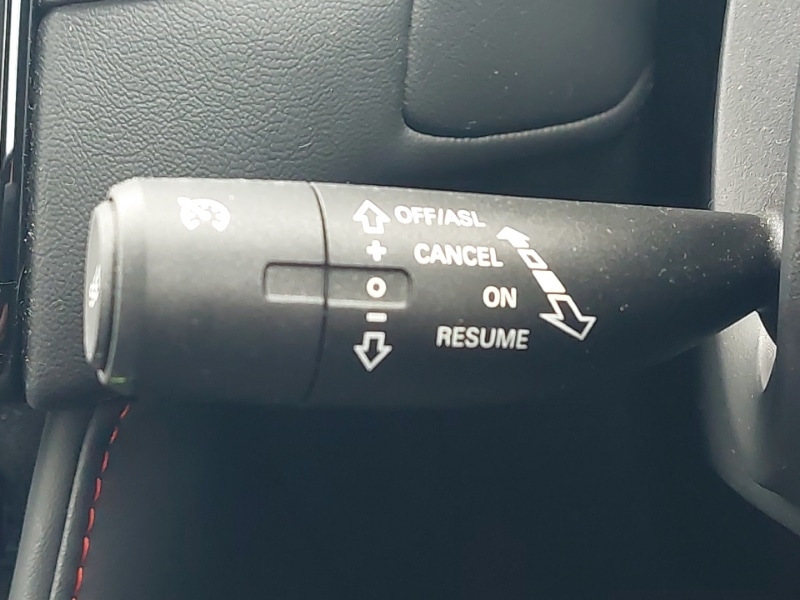 OFF/ASL
+ CANCEL
O ON
− RESUME